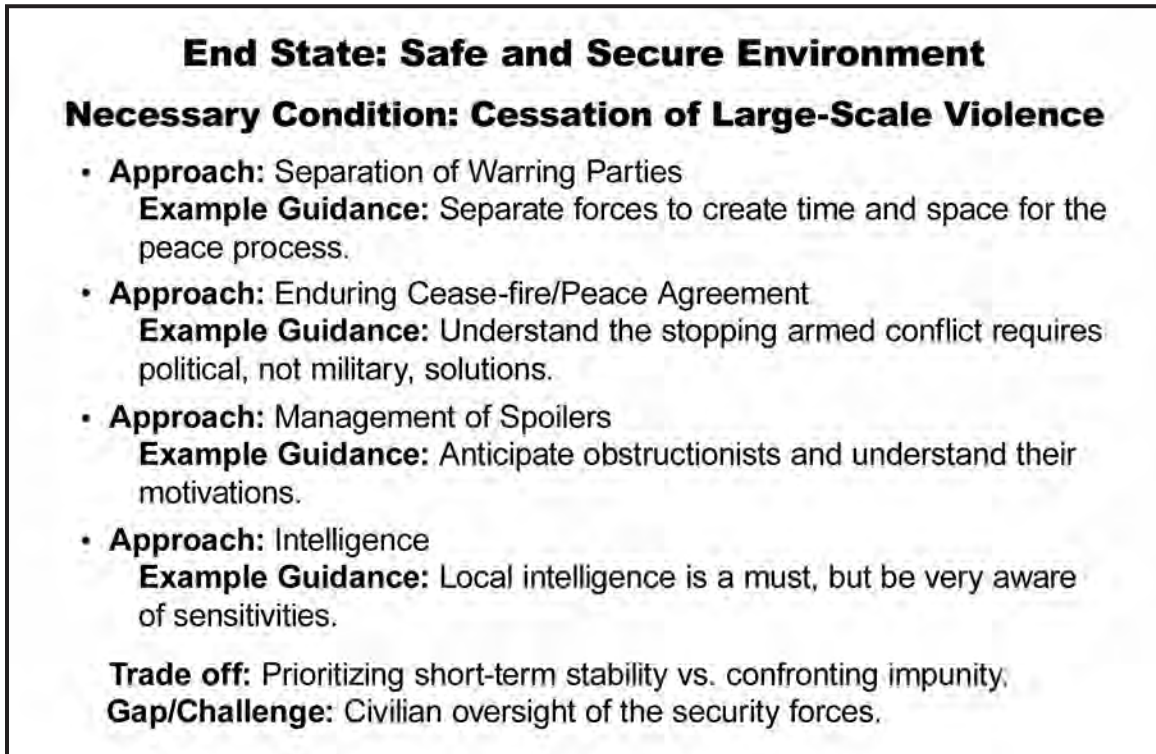 End State: Safe and Secure Environment
Necessary Condition: Cessation of Large-Scale Violence
• Approach: Separation of Warring Parties
Example Guidance: Separate forces to create time and space for the
peace process.
• Approach: Enduring Cease-fire/Peace Agreement
Example Guidance: Understand the stopping armed conflict requires
political, not military, solutions.
• Approach: Management of Spoilers
Example Guidance: Anticipate obstructionists and understand their
motivations.
• Approach: Intelligence
Example Guidance: Local intelligence is a must, but be very aware
of sensitivities.
Trade off: Prioritizing short-term stability vs. confronting impunity.
Gap/Challenge: Civilian oversight of the security forces.